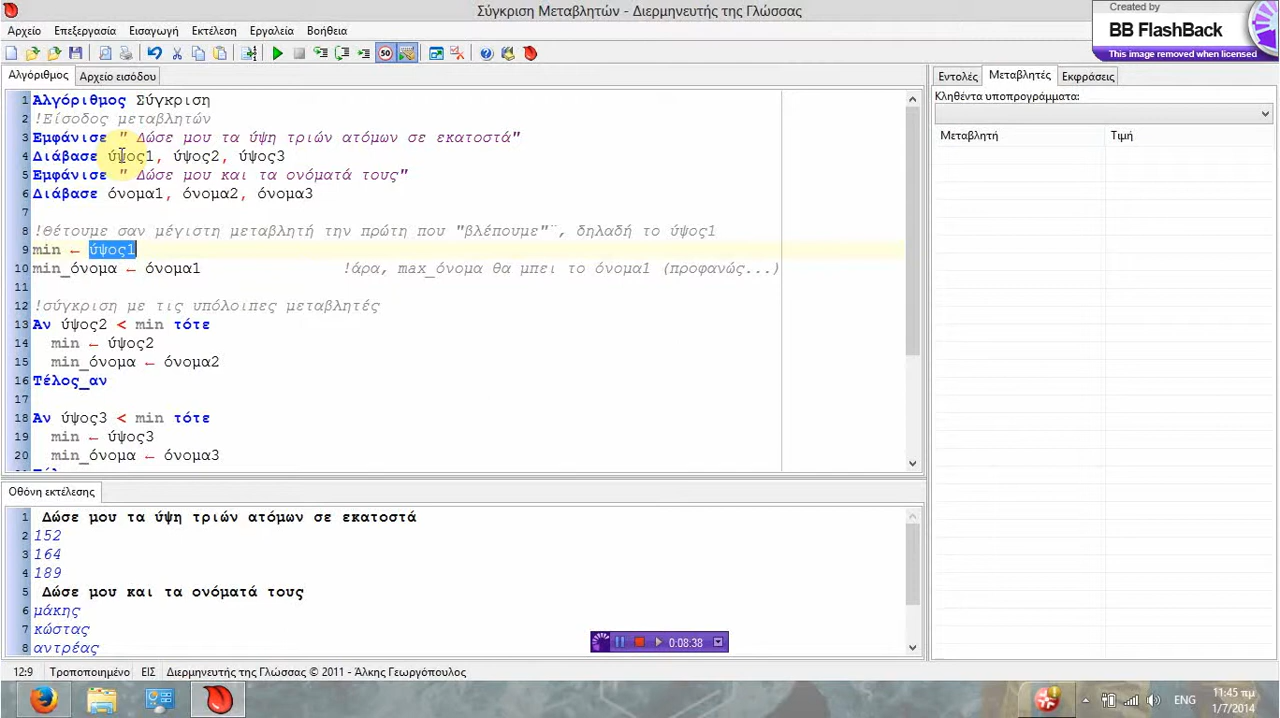 Σύγκριση Μεταβλητών - Διερμηνευτής της Γλώσσας
Created by
BB FlashBack
This image removed when licensed
Αρχείο Επεξεργασία Εισαγωγή Εκτέλεση Εργαλεία Βοήθεια
50
Αλγόριθμος Αρχείο εισόδου
1 Αλγόριθμος Σύγκριση
2 !Είσοδος μεταβλητών
3 Εμφάνισε " Δώσε μου τα ύψη τριών ατόμων σε εκατοστά"
4 Διάβασε ύψος1, ύψος2, ύψος3
5 Εμφάνισε " Δώσε μου και τα ονόματά τους"
6 Διάβασε όνομα1, όνομα2, όνομα3
7
8 !θέτουμε σαν μέγιστη μεταβλητή την πρώτη που "βλέπουμε"¨, δηλαδή το ύψος1
9 min ← ύψος1
10 min_όνομα ← όνομα1 !άρα, max_όνομα θα μπει το όνομα1 (προφανώς...)
11
12 !σύγκριση με τις υπόλοιπες μεταβλητές
13 Αν ύψος2 < min τότε
14 min ← ύψος2
15 min_όνομα ← όνομα2
16 Τέλος_αν
17
18 Αν ύψος3 < min τότε
19 min ← ύψος3
20 min_όνομα ← όνομα3
Εντολές Μεταβλητές Εκφράσεις
Κληθέντα υποπρογράμματα:
Μεταβλητή Τιμή
Οθόνη εκτέλεσης
1 Δώσε μου τα ύψη τριών ατόμων σε εκατοστά
2 152
3 164
4 189
5 Δώσε μου και τα ονόματά τους
6 μάκης
7 κώστας
8 αντρέας
0:08:38
12:9 Τροποποιημένο ΕΙΣ Διερμηνευτής της Γλώσσας © 2011 - Άλκης Γεωργόπουλος
ΠΗΓ
11:45 πμ
1/7/2014